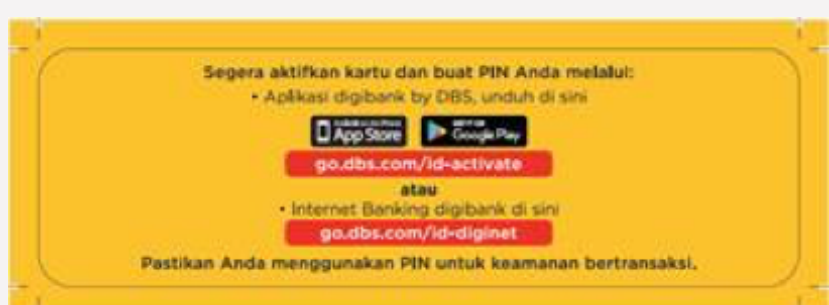 Segera aktifkan kartu dan buat PIN Anda melalui:
• Aplikasi digibank by DBS, unduh di sini
App Store
Google Play
go.dbs.com/id-activate
atau
• Internet Banking digibank di sini
go.dbs.com/id-diginet
Pastikan Anda menggunakan PIN untuk keamanan bertransaksi.